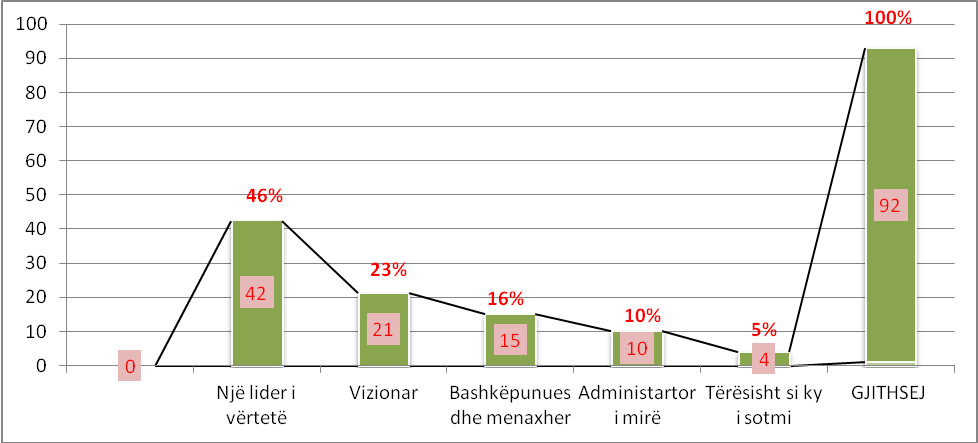 100
90
80
70
60
50
40
30
20
10
0
0
46%
42
23%
21
16%
15
10%
10
5%
4
100%
92
Një lider i
vërtetë
Vizionar
Bashkëpunues
dhe menaxher
Administartor
i mirë
Tërësisht si ky
i sotmi
GJITHSEJ